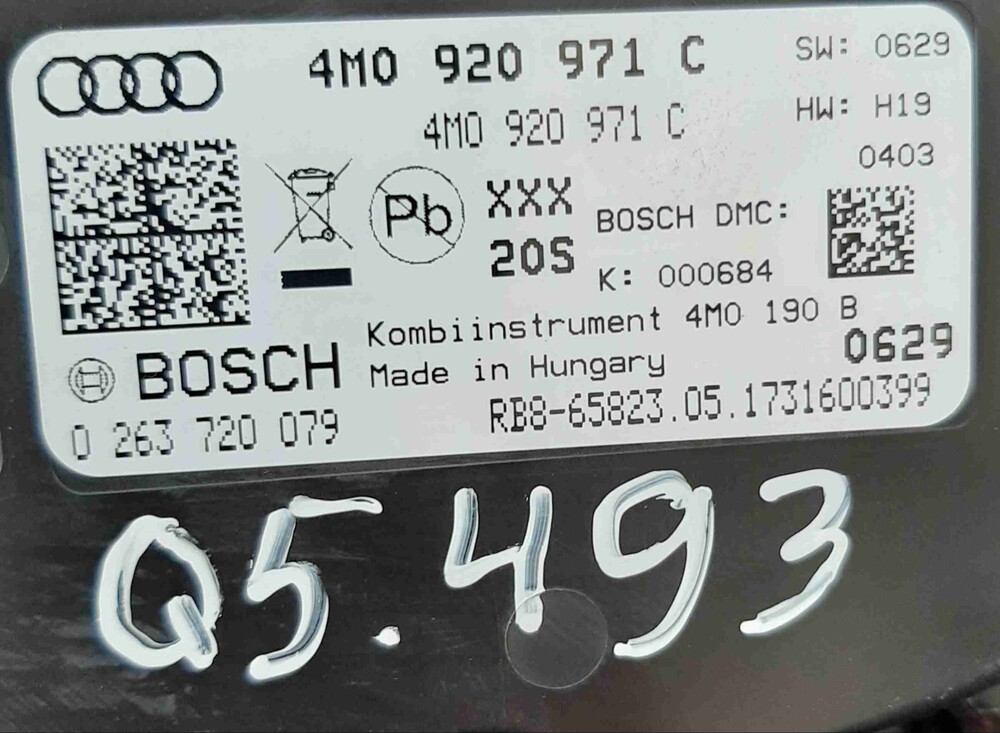 4M0 920 971 C
SW: 0629
4M0 920 971 C
HW: H19
0403
Pb
XXX
20S
BOSCH DMC:
K: 000684
Kombiinstrument 4M0 190 B
BOSCH
Made in Hungary
0629
0 263 720 079
RB8-65823.05.1731600399
Q5.493